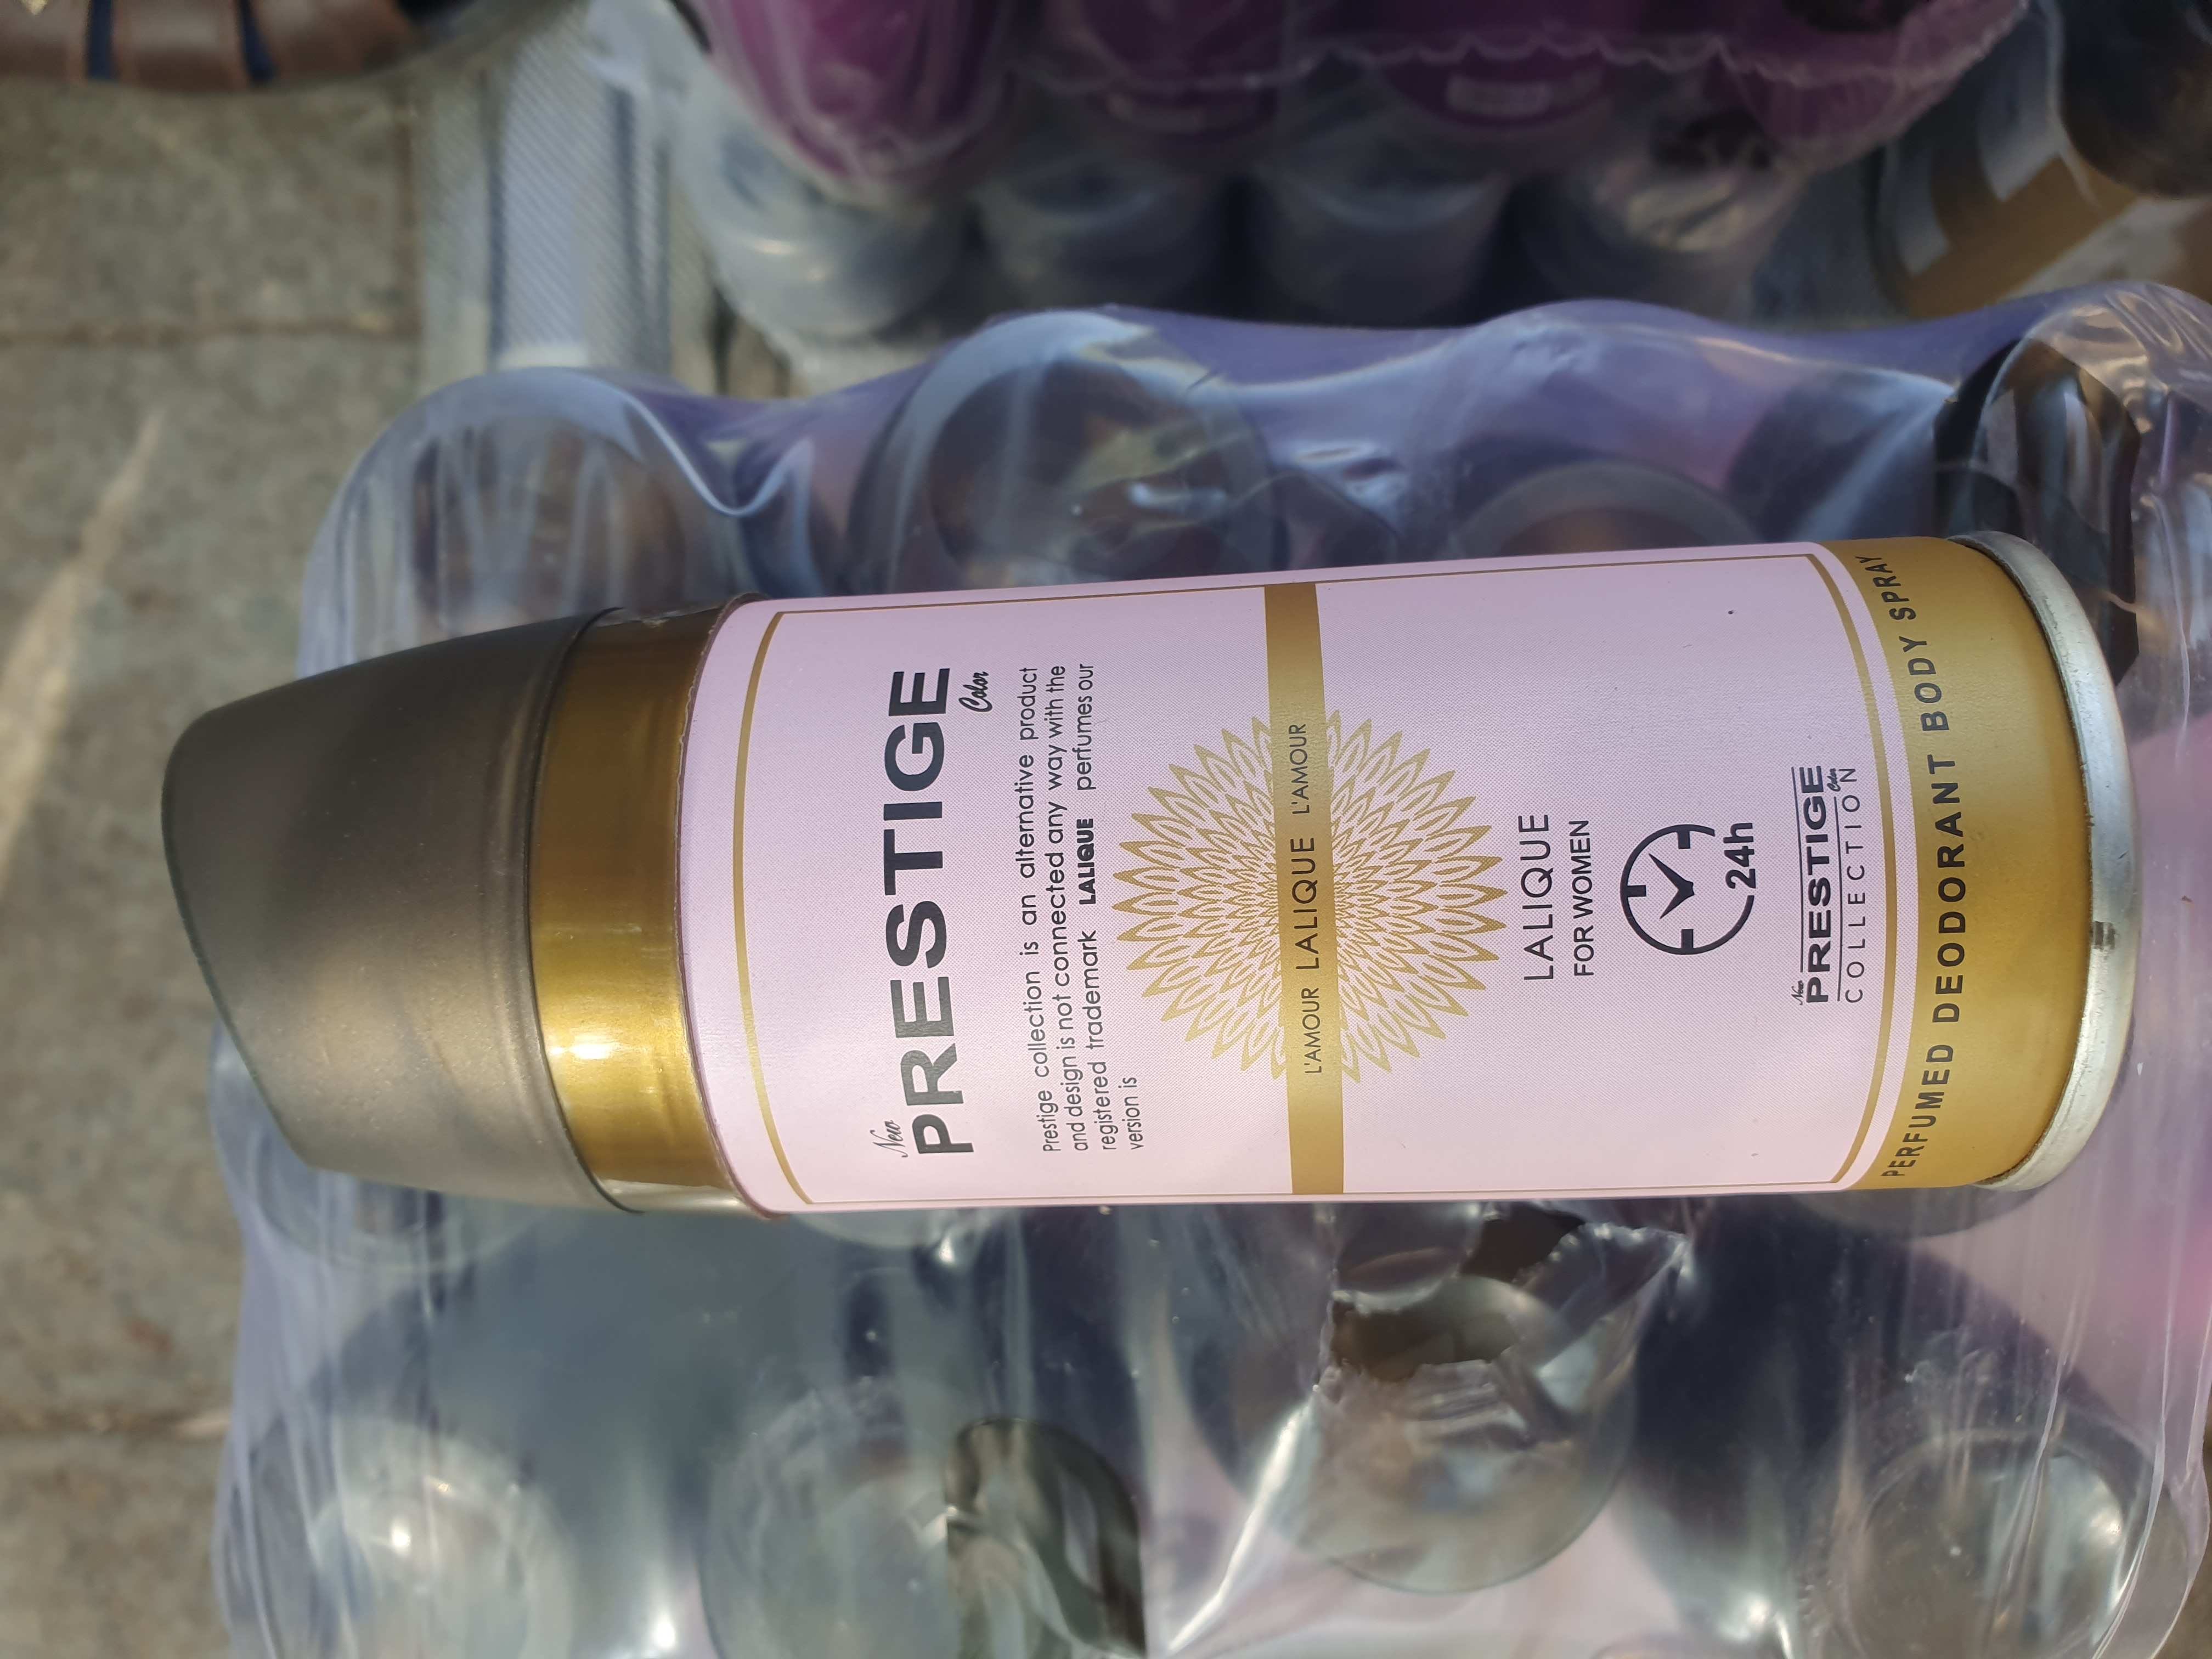 New
PRESTIGE
Color
Prestige collection is an alternative product
and design is not connected any way with the
registered trademark LALIQUE perfumes our
version is
L'AMOUR LALIQUE L'AMOUR
LALIQUE
FOR WOMEN
24h
New
PRESTIGE
Color
COLLECTION
PERFUMED DEODORANT BODY SPRAY